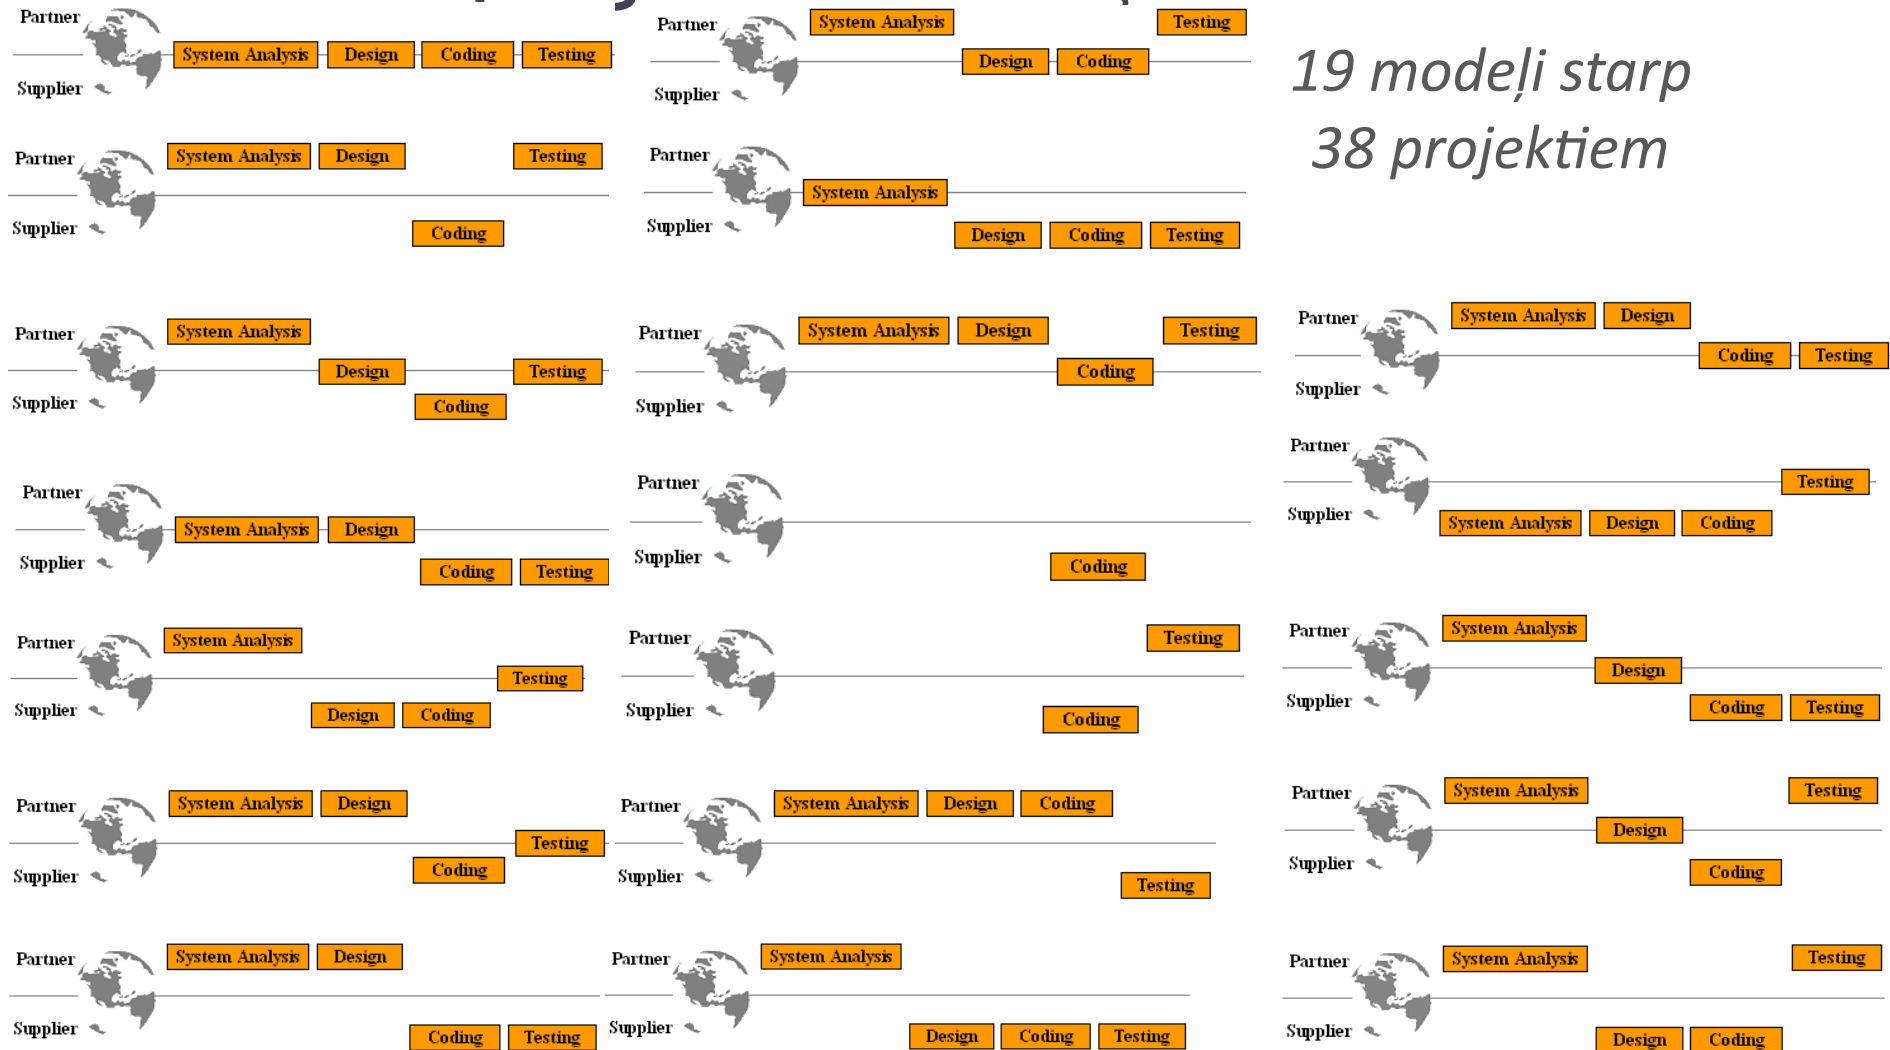 Partner
System Analysis Design Coding Testing
Supplier
Partner
System Analysis Design Testing
Supplier
Coding
Partner
System Analysis
Design Testing
Supplier
Coding
Partner
System Analysis Design
Supplier
Coding Testing
Partner
System Analysis
Testing
Supplier
Design Coding
Partner
System Analysis Design
Testing
Supplier
Coding
Partner
System Analysis Design
Supplier
Coding Testing
Partner
System Analysis Testing
Design Coding
Supplier
Partner
System Analysis
Supplier
Design Coding Testing
Partner
System Analysis Design Testing
Coding
Supplier
Partner
Supplier
Coding
Partner
Testing
Supplier
Coding
Partner
System Analysis Design Coding
Supplier
Testing
Partner
System Analysis
Supplier
Design Coding Testing
19 modeļi starp
38 projektiem
Partner
System Analysis Design
Coding Testing
Supplier
Partner
Testing
Supplier
System Analysis Design Coding
Partner
System Analysis
Design
Supplier
Coding Testing
Partner
System Analysis Testing
Design
Supplier
Coding
Partner
System Analysis Testing
Supplier
Design Coding